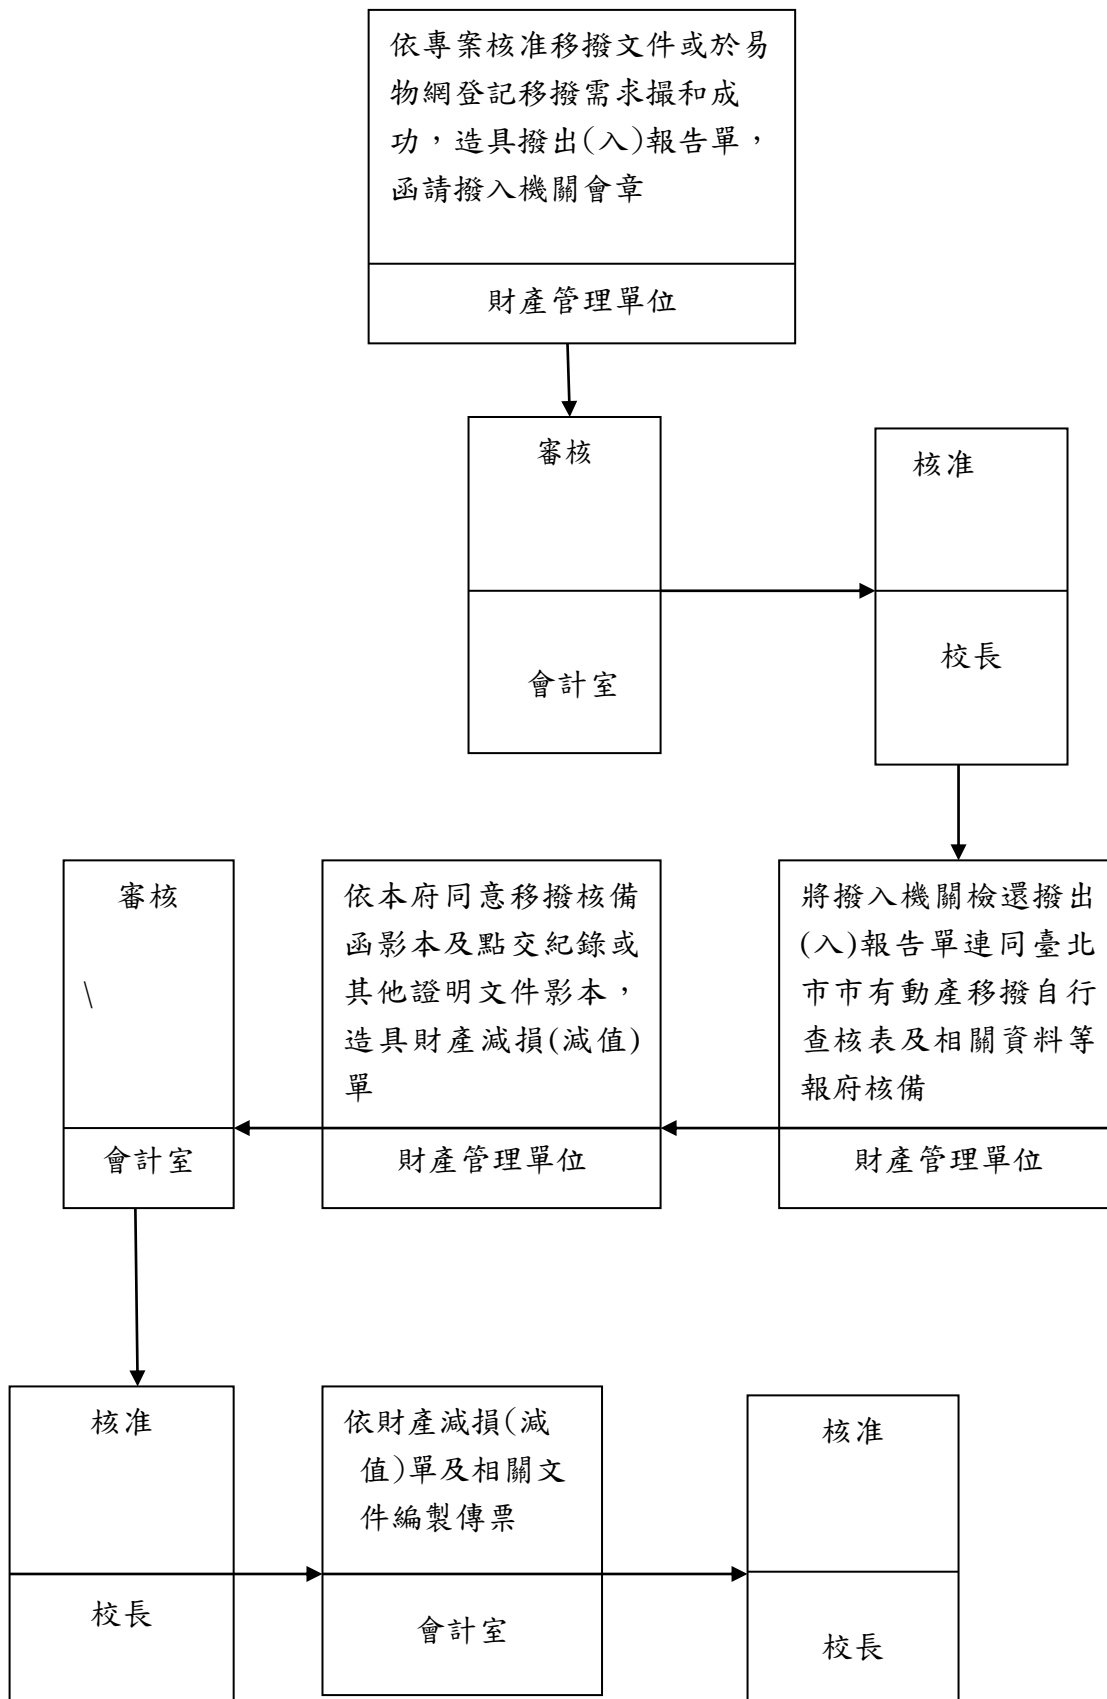 依專案核准移撥文件或於易
物網登記移撥需求撮和成
功，造具撥出(入)報告單，
函請撥入機關會章
財產管理單位
審核
會計室
核准
校長
將撥入機關檢還撥出
(入)報告單連同臺北
市市有動產移撥自行
查核表及相關資料等
報府核備
財產管理單位
依本府同意移撥核備
函影本及點交紀錄或
其他證明文件影本，
造具財產減損(減值)
單
財產管理單位
審核
\
會計室
核准
校長
依財產減損(減
值)單及相關文
件編製傳票
會計室
核准
校長